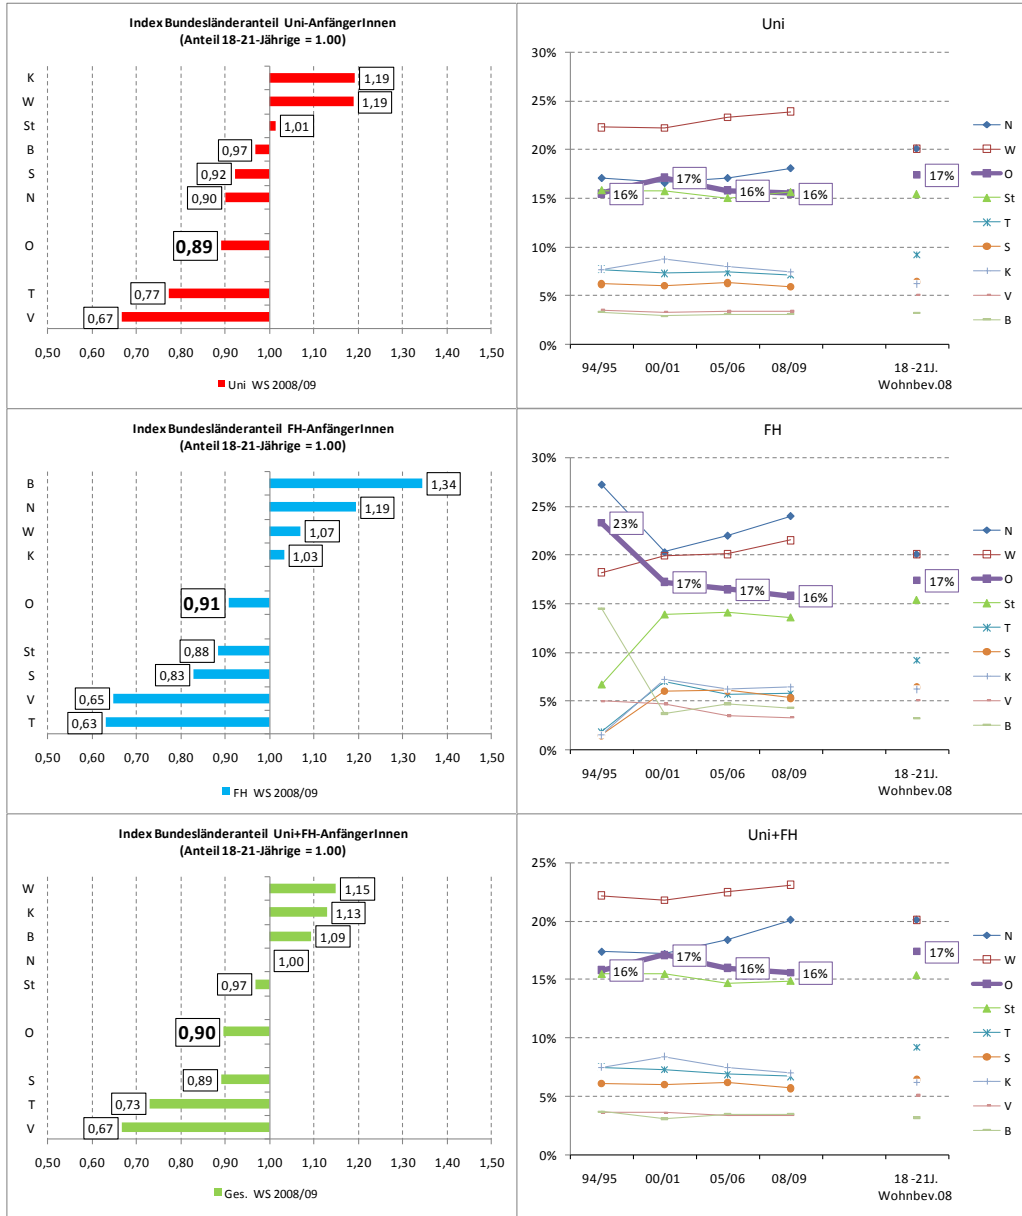 Index Bundesländeranteil Uni-AnfängerInnen
(Anteil 18-21-Jährige = 1.00)
K 1,19
W 1,19
St 1,01
B 0,97
S 0,92
N 0,90
O 0,89
T 0,77
V 0,67
0,50 0,60 0,70 0,80 0,90 1,00 1,10 1,20 1,30 1,40 1,50
Uni WS 2008/09
Uni
30%
25%
20%
15%
10%
5%
0%
16% 17% 16% 16% 17%
94/95 00/01 05/06 08/09 18-21J.
Wohnbev.08
N
W
O
St
T
S
K
V
B
Index Bundesländeranteil FH-AnfängerInnen
(Anteil 18-21-Jährige = 1.00)
B 1,34
N 1,19
W 1,07
K 1,03
O 0,91
St 0,88
S 0,83
V 0,65
T 0,63
0,50 0,60 0,70 0,80 0,90 1,00 1,10 1,20 1,30 1,40 1,50
FH WS 2008/09
FH
30%
25%
20%
15%
10%
5%
0%
23% 17% 17% 16% 17%
94/95 00/01 05/06 08/09 18-21J.
Wohnbev.08
N
W
O
St
T
S
K
V
B
Index Bundesländeranteil Uni+FH-AnfängerInnen
(Anteil 18-21-Jährige = 1.00)
W 1,15
K 1,13
B 1,09
N 1,00
St 0,97
O 0,90
S 0,89
T 0,73
V 0,67
0,50 0,60 0,70 0,80 0,90 1,00 1,10 1,20 1,30 1,40 1,50
Ges. WS 2008/09
Uni+FH
25%
20%
15%
10%
5%
0%
16% 17% 16% 16% 17%
94/95 00/01 05/06 08/09 18-21J.
Wohnbev.08
N
W
O
St
T
S
K
V
B